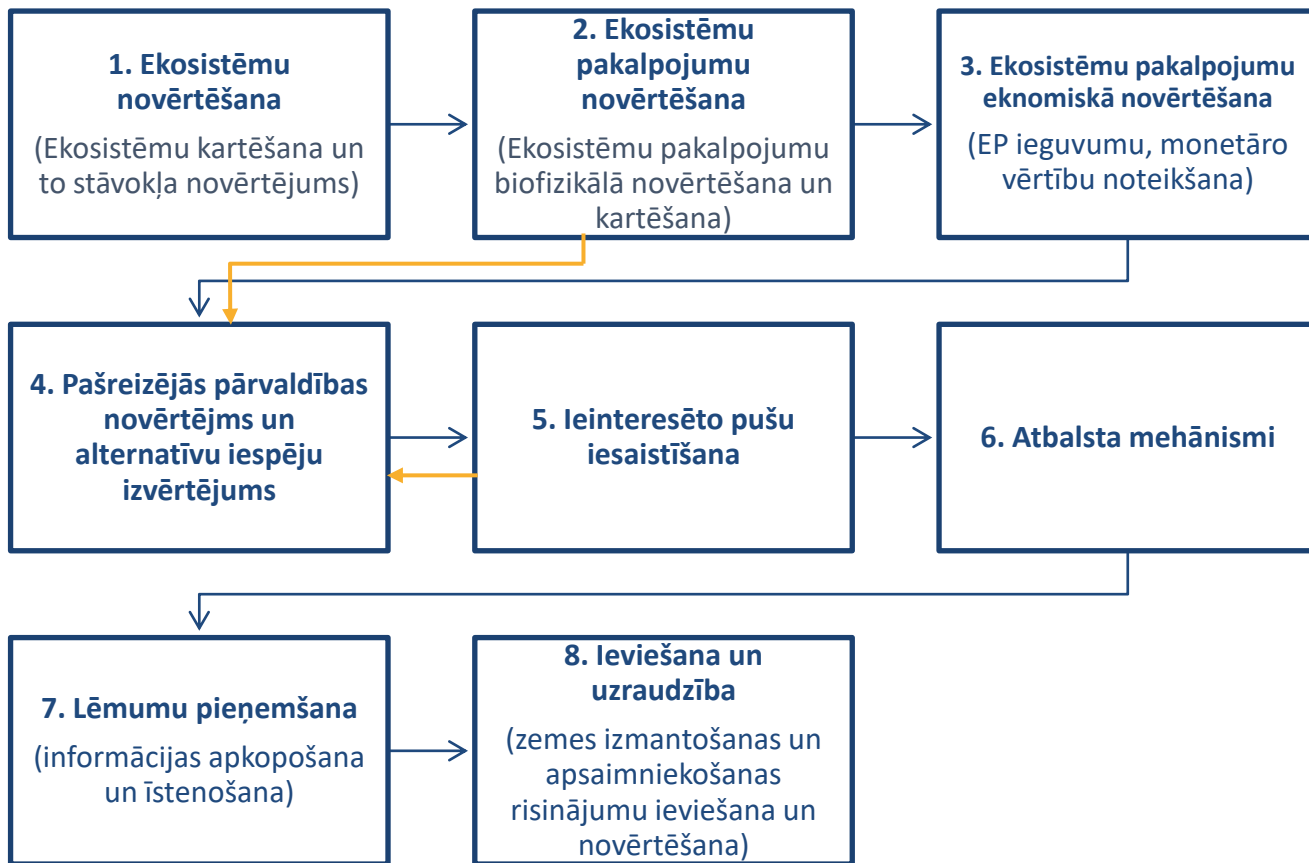 1. Ekosistēmu
novērtēšana
(Ekosistēmu kartēšana un
to stāvokļa novērtējums)
2. Ekosistēmu
pakalpojumu
novērtēšana
(Ekosistēmu pakalpojumu
biofizikālā novērtēšana un
kartēšana)
3. Ekosistēmu pakalpojumu
eknomiskā novērtēšana
(EP ieguvumu, monetāro
vērtību noteikšana)
4. Pašreizējās pārvaldības
novērtējms un
alternatīvu iespēju
izvērtējums
5. Ieinteresēto pušu
iesaistīšana
6. Atbalsta mehānismi
7. Lēmumu pieņemšana
(informācijas apkopošana
un īstenošana)
8. Ieviešana un
uzraudzība
(zemes izmantošanas un
apsaimniekošanas
risinājumu ieviešana un
novērtēšana)